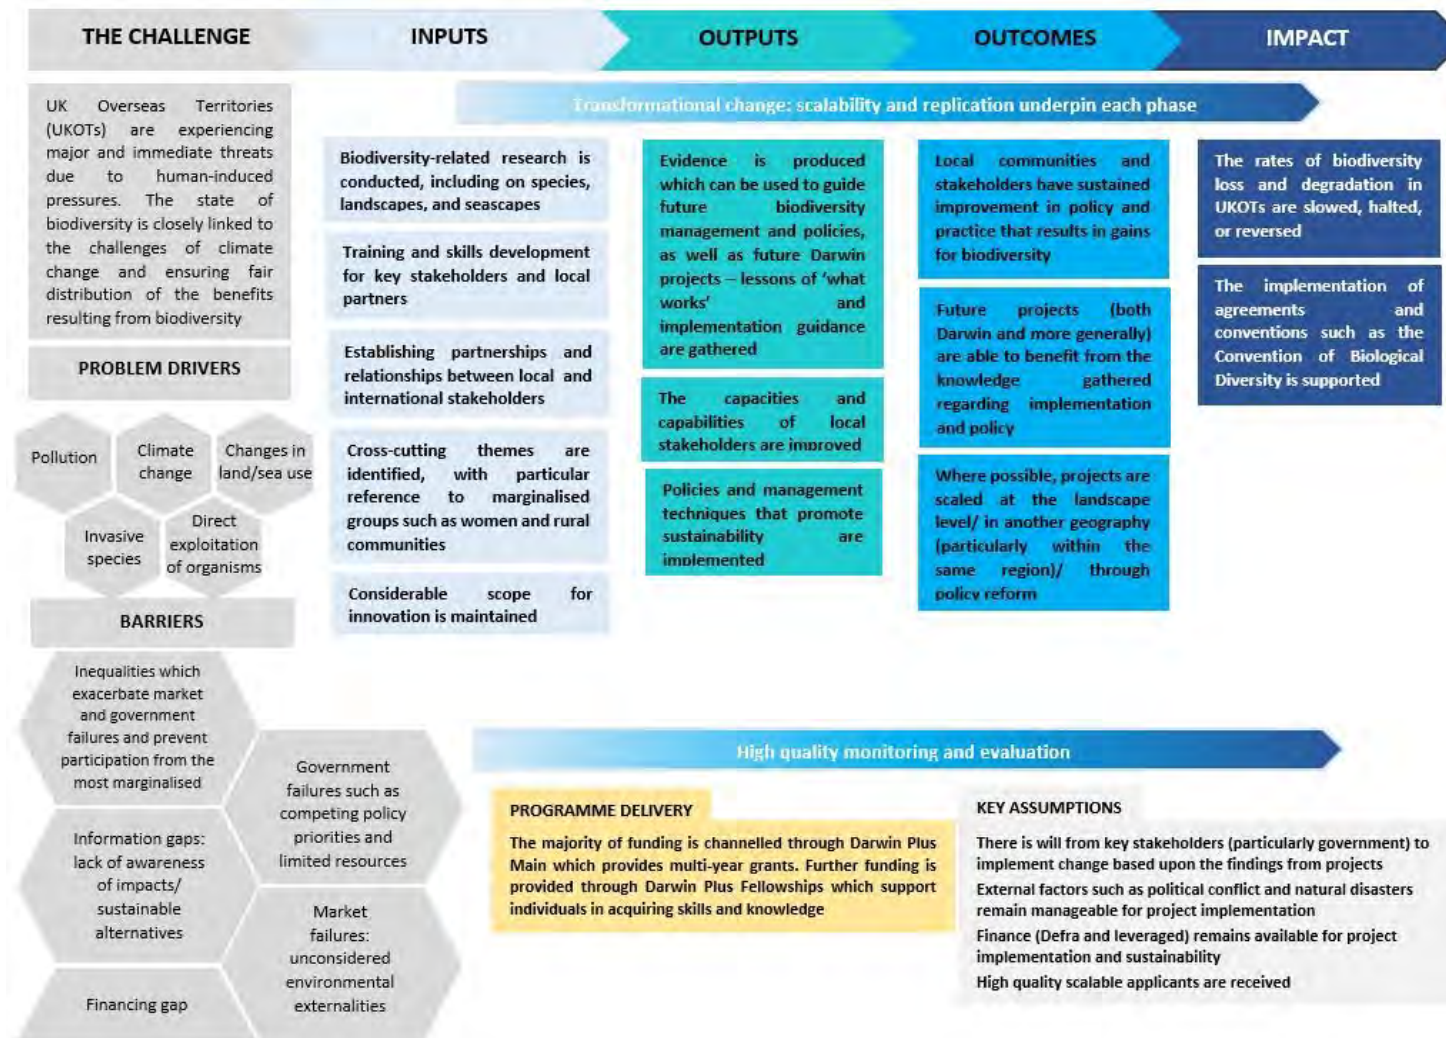 THE CHALLENGE
INPUTS
OUTPUTS
OUTCOMES
IMPACT
Transformational change: scalability and replication underpin each phase
UK Overseas Territories
(UKOTs) are experiencing
major and immediate threats
due to human-induced
pressures. The state of
biodiversity is closely linked to
the challenges of climate
change and ensuring fair
distribution of the benefits
resulting from biodiversity
PROBLEM DRIVERS
Pollution
Climate
change
Changes in
land/sea use
Invasive
species
Direct
exploitation
of organisms
BARRIERS
Inequalities which
exacerbate market
and government
failures and prevent
participation from the
most marginalised
Government
failures such as
competing policy
priorities and
limited resources
Information gaps:
lack of awareness
of impacts/
sustainable
alternatives
Market
failures:
unconsidered
environmental
externalities
Financing gap
Biodiversity-related research is
conducted, including on species,
landscapes, and seascapes
Training and skills development
for key stakeholders and local
partners
Establishing partnerships and
relationships between local and
international stakeholders
Cross-cutting themes are
identified, with particular
reference to marginalised
groups such as women and rural
communities
Considerable scope for
innovation is maintained
Evidence is produced
which can be used to guide
future biodiversity
management and policies,
as well as future Darwin
projects – lessons of ‘what
works’ and
implementation guidance
are gathered
The capacities and
capabilities of local
stakeholders are improved
Policies and management
techniques that promote
sustainability are
implemented
Local communities and
stakeholders have sustained
improvement in policy and
practice that results in gains
for biodiversity
Future projects (both
Darwin and more generally)
are able to benefit from the
knowledge gathered
regarding implementation
and policy
Where possible, projects are
scaled at the landscape
level/ in another geography
(particularly within the
same region)/ through
policy reform
The rates of biodiversity
loss and degradation in
UKOTs are slowed, halted,
or reversed
The implementation of
agreements and
conventions such as the
Convention of Biological
Diversity is supported
High quality monitoring and evaluation
PROGRAMME DELIVERY
The majority of funding is channelled through Darwin Plus
Main which provides multi-year grants. Further funding is
provided through Darwin Plus Fellowships which support
individuals in acquiring skills and knowledge
KEY ASSUMPTIONS
There is will from key stakeholders (particularly government) to
implement change based upon the findings from projects
External factors such as political conflict and natural disasters
remain manageable for project implementation
Finance (Defra and leveraged) remains available for project
implementation and sustainability
High quality scalable applicants are received